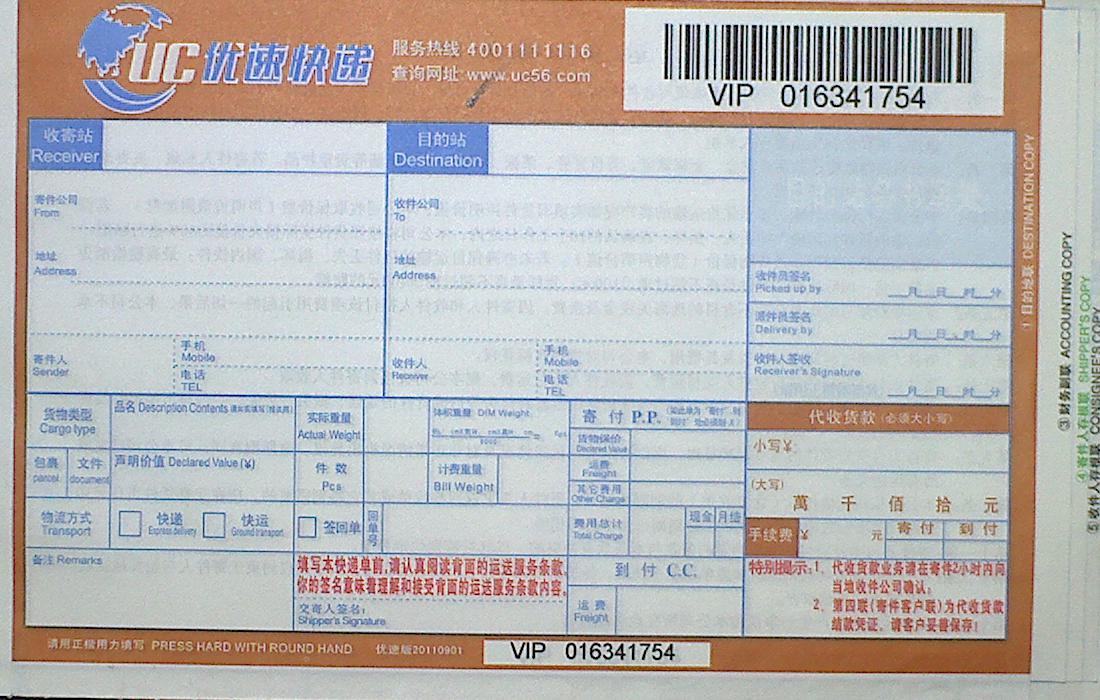 UC 优速快递
服务热线 4001111116
查询网址 www.uc56.com
VIP 016341754
收寄站
Receiver
目的站
Destination
寄件公司
From
收件公司
To
地址
Address
地址
Address
收件员签名
Picked up by
月 日 时 分
派件员签名
Delivery by
月 日 时 分
寄件人
Sender
手机
Mobile
电话
TEL
收件人
Receiver
手机
Mobile
电话
TEL
收件人签收
Receiver's Signature
月 日 时 分
货物类型
Cargo type
品名 Description Contents
实际重量
Actual Weight
体积重量 DIM Weight
寄 付 P.P.
代收货款 (必须大小写)
货物保价
Declared Value
小写¥:
包裹
parcel
文件
document
声明价值 Declared Value (¥)
件 数
Pcs
计费重量
Bill Weight
运费
Freight
其它费用
Other Charge
(大写)
萬 千 佰 拾 元
物流方式
Transport
快递
Express delivery
快运
Ground transport
签回单
回单号
费用总计
Total Charge
现金 月结
手续费 ¥ 元
寄 付 到 付
备注 Remarks
填写本快递单前,请认真阅读背面的运送服务条款,
你的签名意味着理解和接受背面的运送服务条款内容。
交寄人签名:
Shipper's Signature
到 付 C.C.
运 费
Freight
特别提示: 1、代收货款业务请在寄件2小时内向
当地收件公司确认。
2、第四联(寄件客户联)为代收货款
结款凭证，请客户妥善保存!
请用正楷用力填写 PRESS HARD WITH ROUND HAND 优速版20110901
VIP 016341754
①目的地联 DESTINATION COPY
③财务刷联 ACCOUNTING COPY
④寄件人存根联 SHIPPER'S COPY
⑤收件人存根联 CONSIGNER'S COPY